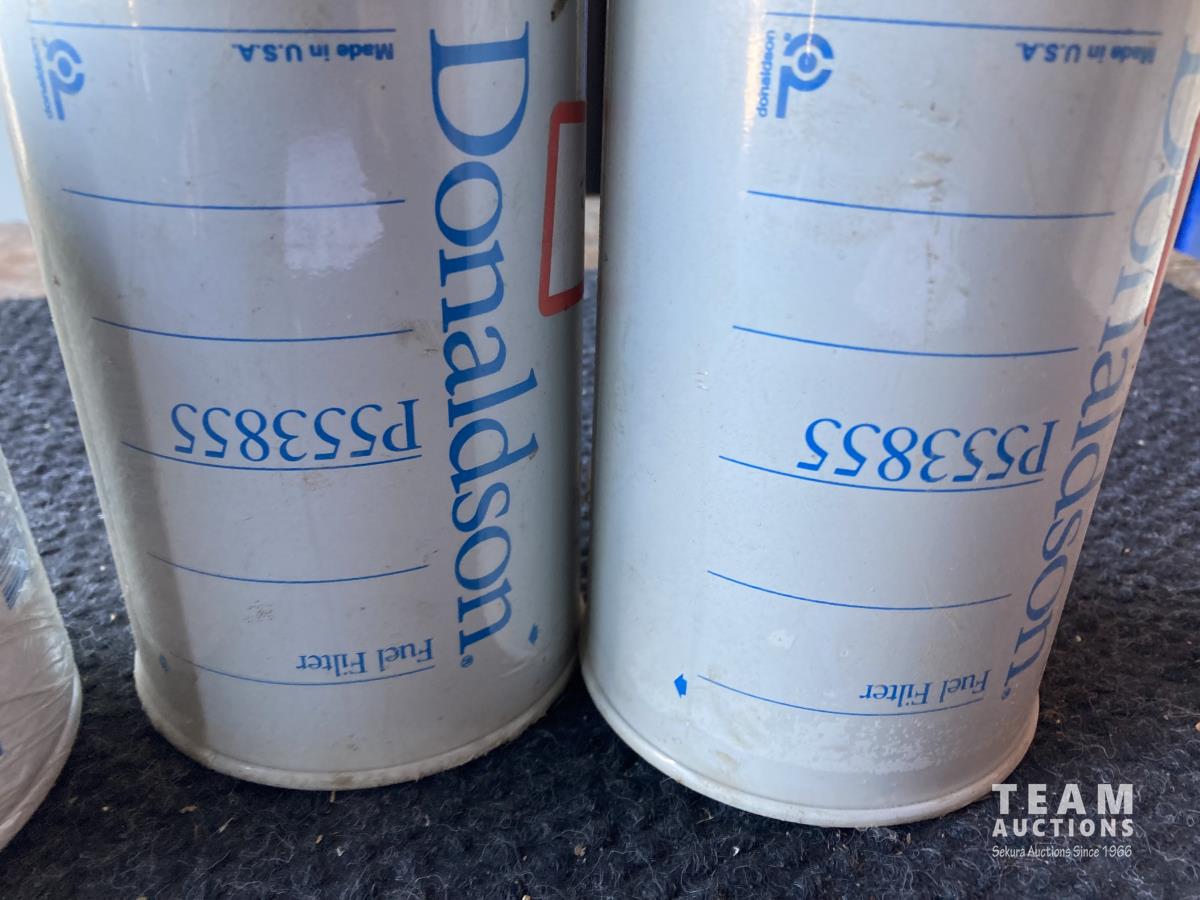 Donaldson®
Fuel Filter
P553855
Made in U.S.A.
donaldson
Donaldson®
Fuel Filter
P553855
Made in U.S.A.
donaldson
TEAM
AUCTIONS
Sekura Auctions Since 1966